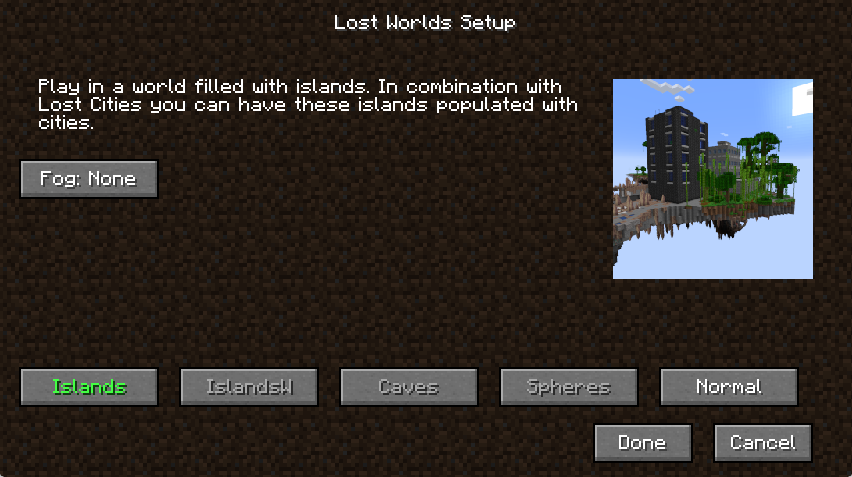 Lost Worlds Setup
Play in a world filled with islands. In combination with
Lost Cities you can have these islands populated with
cities.
Fog: None
Islands
IslandsW
Caves
Spheres
Normal
Done
Cancel